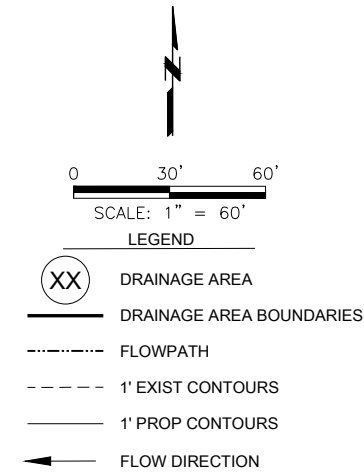 N
0 30' 60'
SCALE: 1" = 60'
LEGEND
XX DRAINAGE AREA
DRAINAGE AREA BOUNDARIES
FLOWPATH
1' EXIST CONTOURS
1' PROP CONTOURS
FLOW DIRECTION